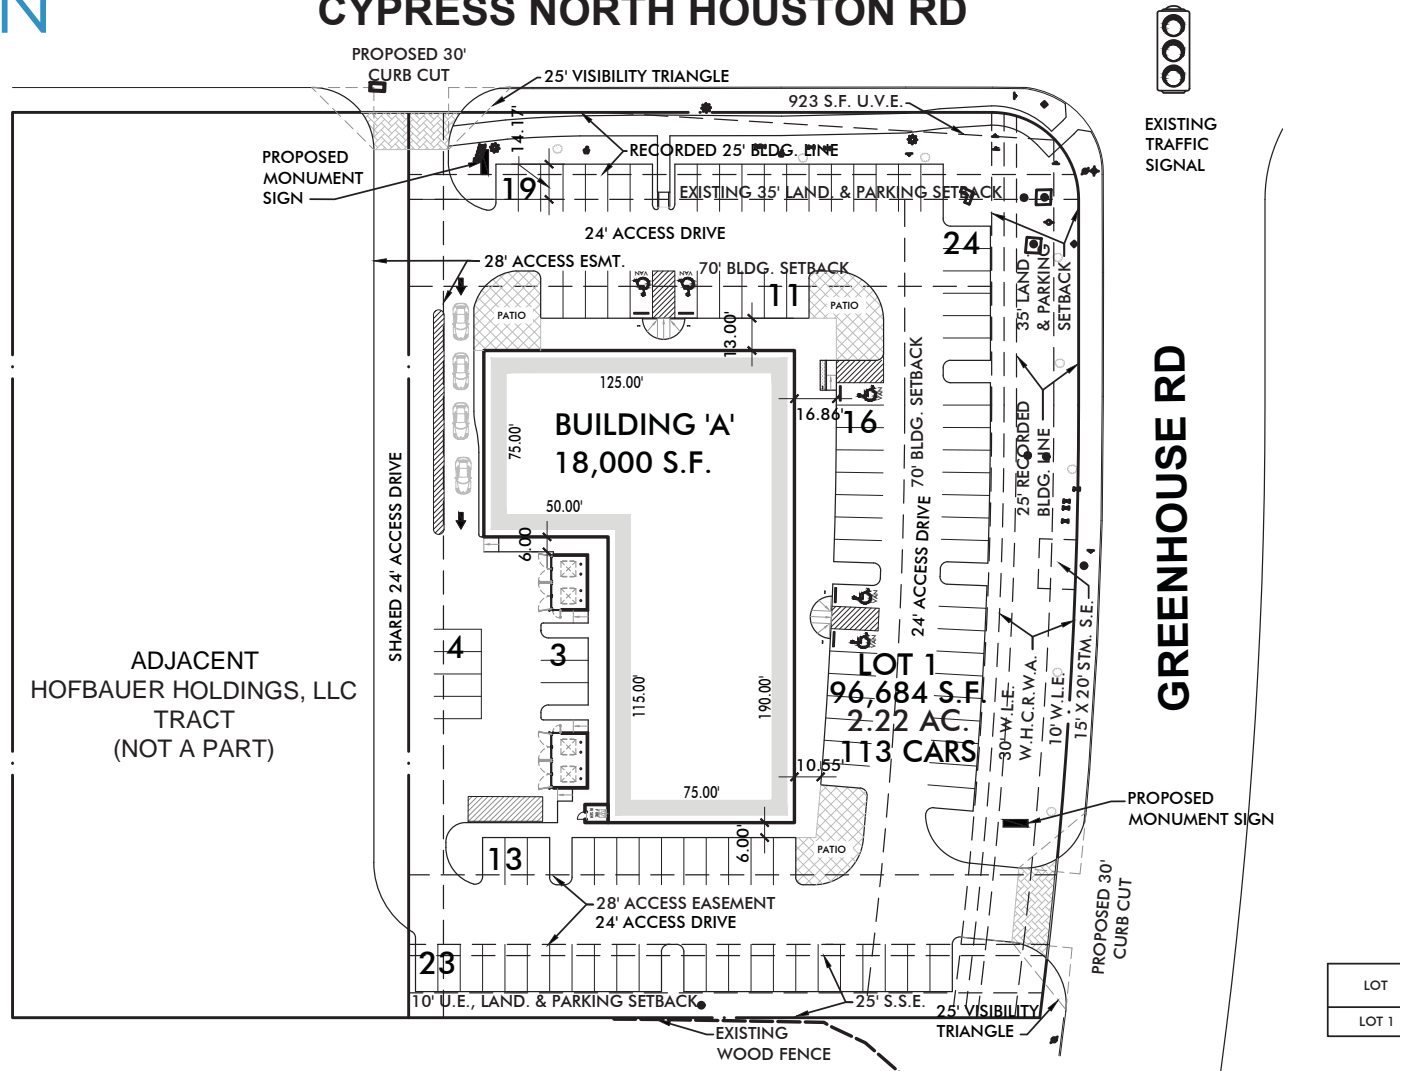 N
CYPRESS NORTH HOUSTON RD
PROPOSED 30'
CURB CUT
25' VISIBILITY TRIANGLE
923 S.F. U.V.E.
EXISTING
TRAFFIC
SIGNAL
14.17'
PROPOSED
MONUMENT
SIGN
RECORDED 25' BLDG. LINE
19
EXISTING 35' LAND. & PARKING SETBACK
24' ACCESS DRIVE
24
28' ACCESS ESMT.
70' BLDG. SETBACK
11
PATIO
PATIO
VAN
VAN
13.00'
35' LAND.
& PARKING
SETBACK
125.00'
BUILDING 'A'
18,000 S.F.
75.00'
50.00'
6.00
16.86'
16
VAN
70' BLDG. SETBACK
24' ACCESS DRIVE
25' RECORDED
BLDG. LINE
GREENHOUSE RD
SHARED 24' ACCESS DRIVE
4
3
VAN
VAN
ADJACENT
HOFBAUER HOLDINGS, LLC
TRACT
(NOT A PART)
115.00'
190.00'
LOT 1
96,684 S.F.
2.22 AC.
113 CARS
30' W.L.E.
W.H.C.R.W.A.
10' W.L.E.
15' X 20' STM. S.E.
10.55'
75.00'
6.00'
PROPOSED
MONUMENT SIGN
13
PATIO
28' ACCESS EASEMENT
24' ACCESS DRIVE
PROPOSED 30'
CURB CUT
23
10' U.E., LAND. & PARKING SETBACK
25' S.S.E.
25' VISIBILITY
TRIANGLE
EXISTING
WOOD FENCE
LOT
LOT 1